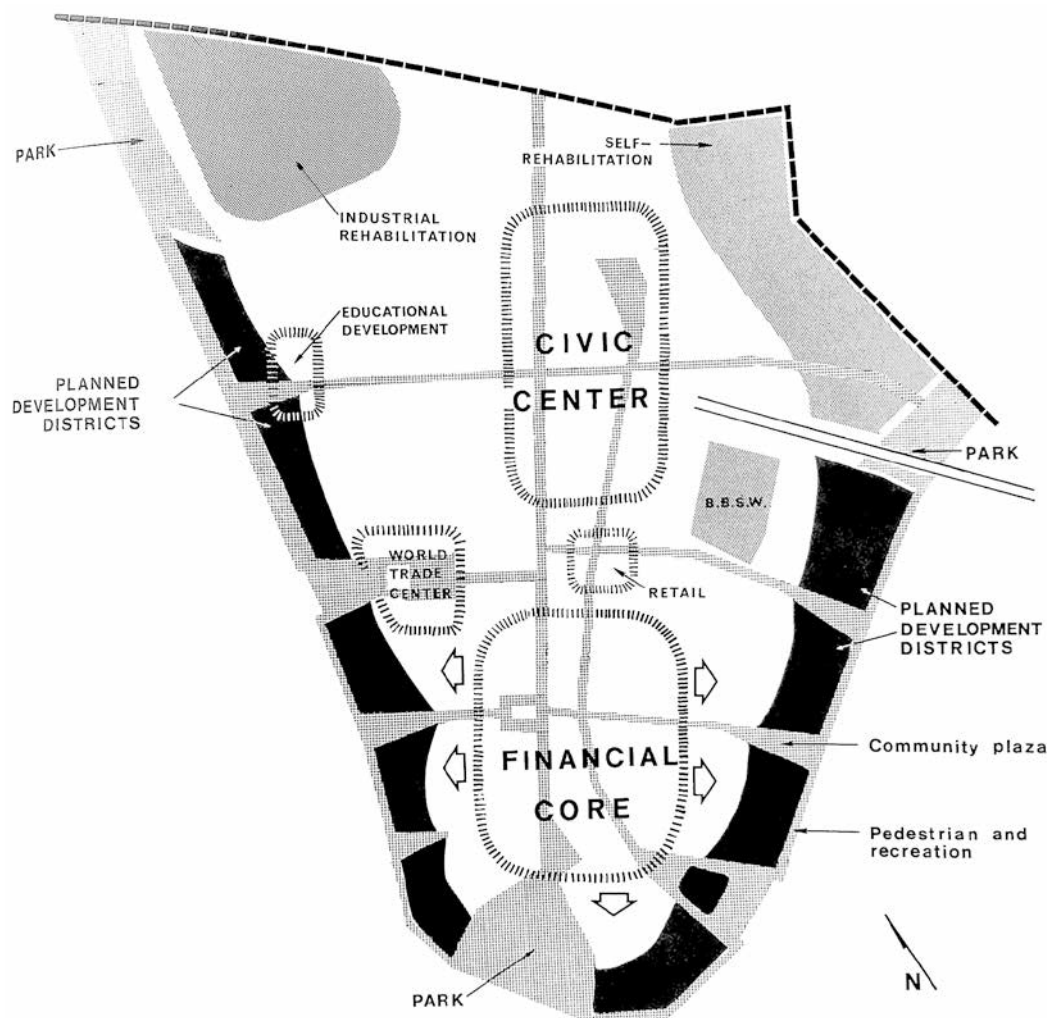 PARK
SELF-
REHABILITATION
INDUSTRIAL
REHABILITATION
EDUCATIONAL
DEVELOPMENT
CIVIC
CENTER
PLANNED
DEVELOPMENT
DISTRICTS
PARK
B.B.S.W.
WORLD
TRADE
CENTER
RETAIL
PLANNED
DEVELOPMENT
DISTRICTS
Community plaza
FINANCIAL
CORE
Pedestrian and
recreation
PARK
N